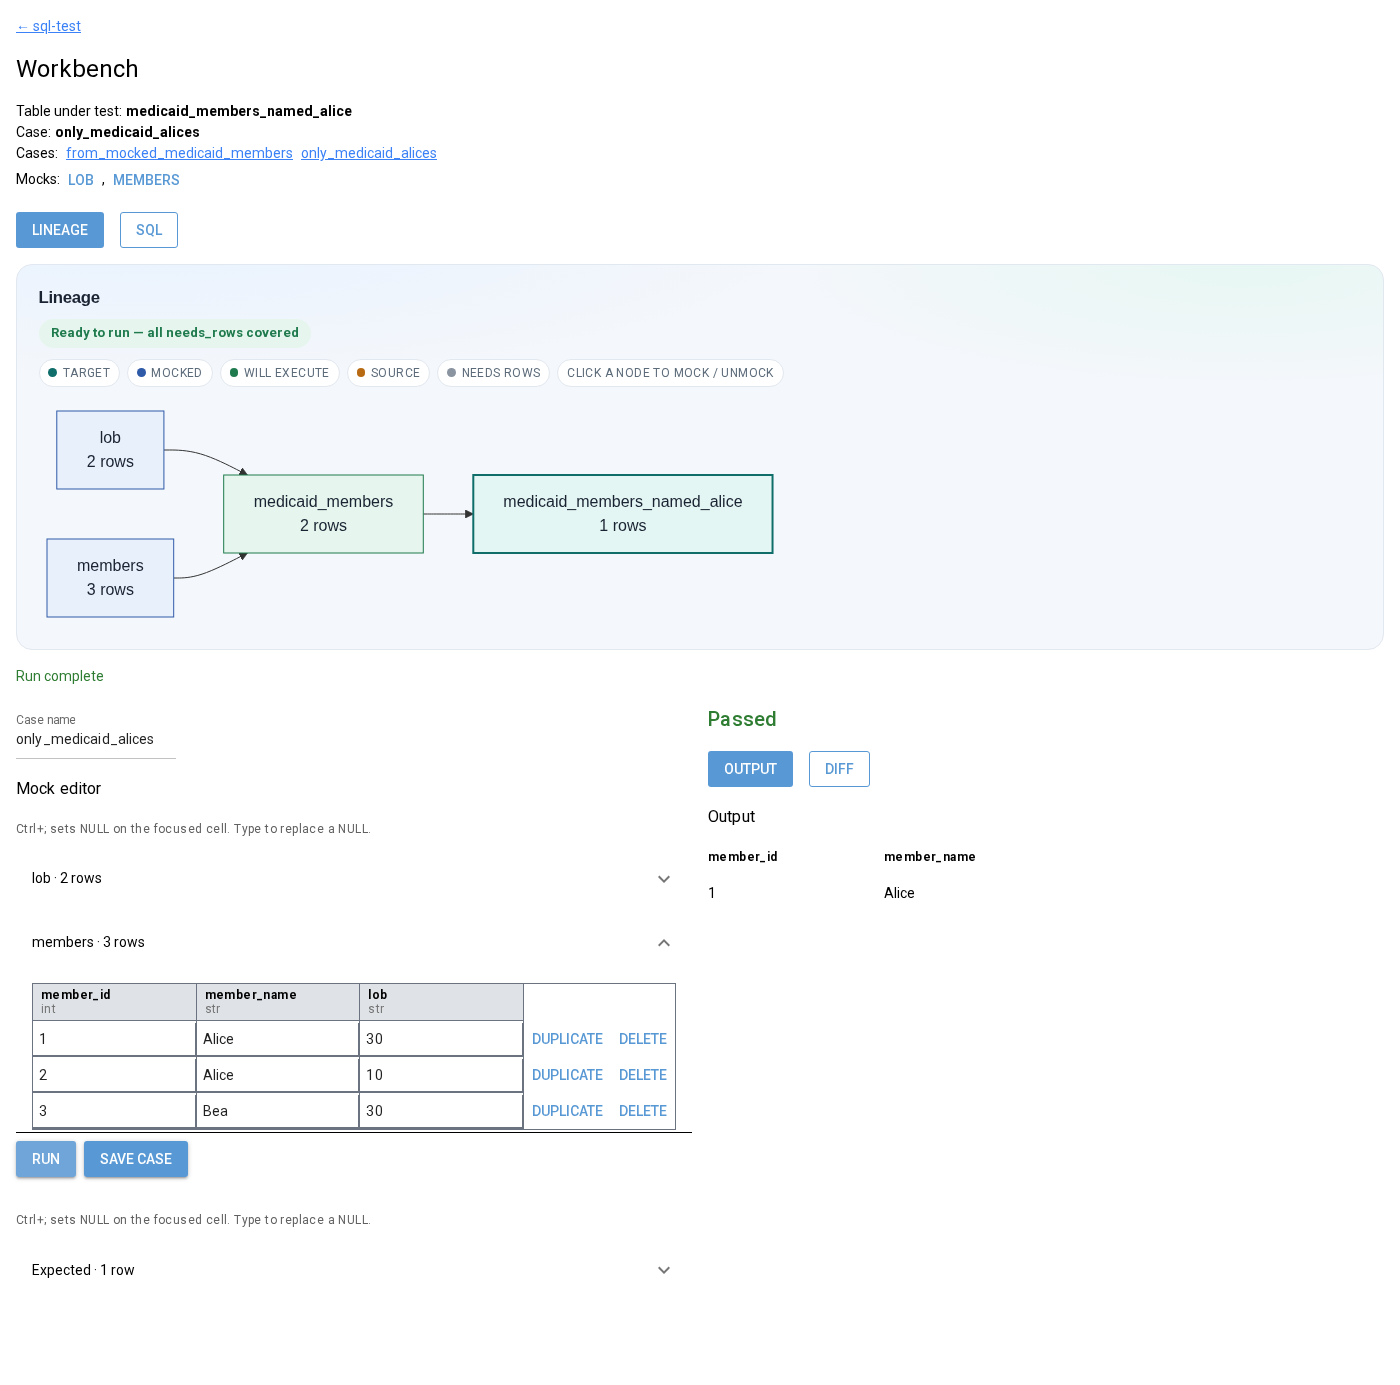 ← sql-test
Workbench
Table under test: medicaid_members_named_alice
Case: only_medicaid_alices
Cases: from_mocked_medicaid_members only_medicaid_alices
Mocks: LOB , MEMBERS
LINEAGE SQL
Lineage
Ready to run — all needs_rows covered
TARGET MOCKED WILL EXECUTE SOURCE NEEDS ROWS CLICK A NODE TO MOCK / UNMOCK
lob
2 rows
medicaid_members
2 rows
medicaid_members_named_alice
1 rows
members
3 rows
Run complete
Case name
only_medicaid_alices
Mock editor
Ctrl+; sets NULL on the focused cell. Type to replace a NULL.
lob · 2 rows
members · 3 rows
member_id member_name lob
int str str
1 Alice 30 DUPLICATE DELETE
2 Alice 10 DUPLICATE DELETE
3 Bea 30 DUPLICATE DELETE
RUN SAVE CASE
Ctrl+; sets NULL on the focused cell. Type to replace a NULL.
Expected · 1 row
Passed
OUTPUT DIFF
Output
member_id member_name
1 Alice